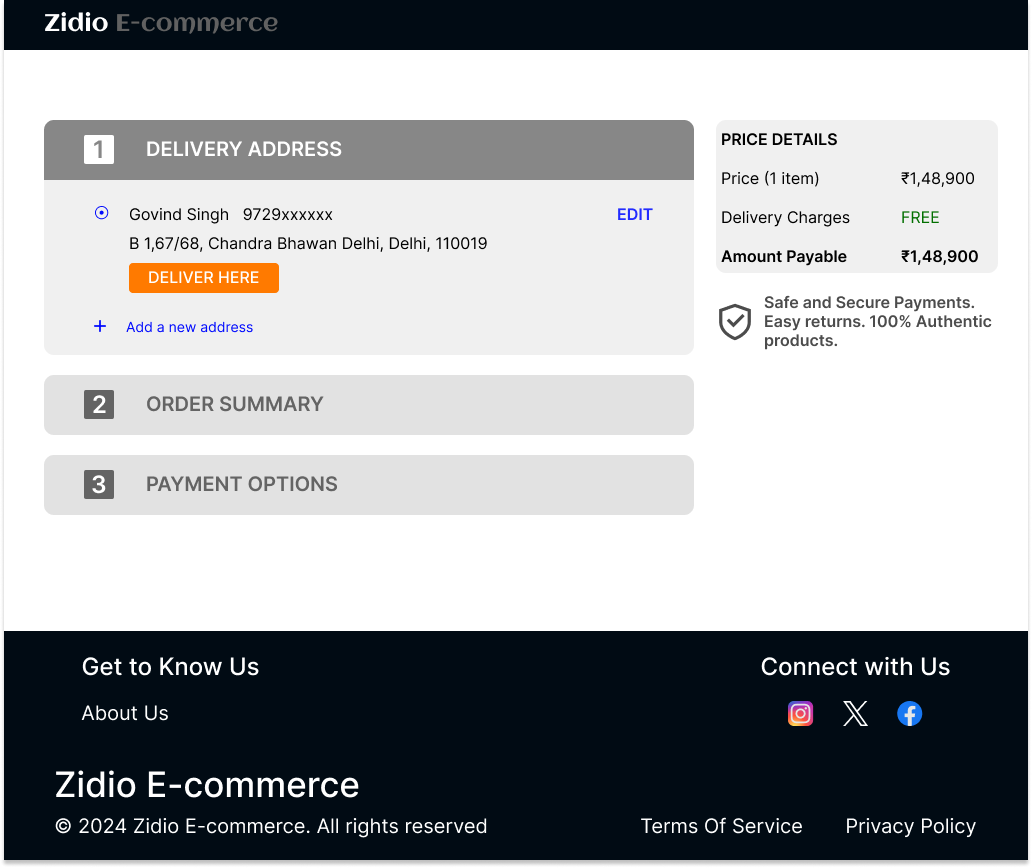 Zidio E-commerce
1 DELIVERY ADDRESS
Govind Singh 9729xxxxxx EDIT
B 1,67/68, Chandra Bhawan Delhi, Delhi, 110019
DELIVER HERE
+ Add a new address
2 ORDER SUMMARY
3 PAYMENT OPTIONS
PRICE DETAILS
Price (1 item) ₹1,48,900
Delivery Charges FREE
Amount Payable ₹1,48,900
Safe and Secure Payments.
Easy returns. 100% Authentic
products.
Get to Know Us
About Us
Connect with Us
Zidio E-commerce
© 2024 Zidio E-commerce. All rights reserved
Terms Of Service Privacy Policy